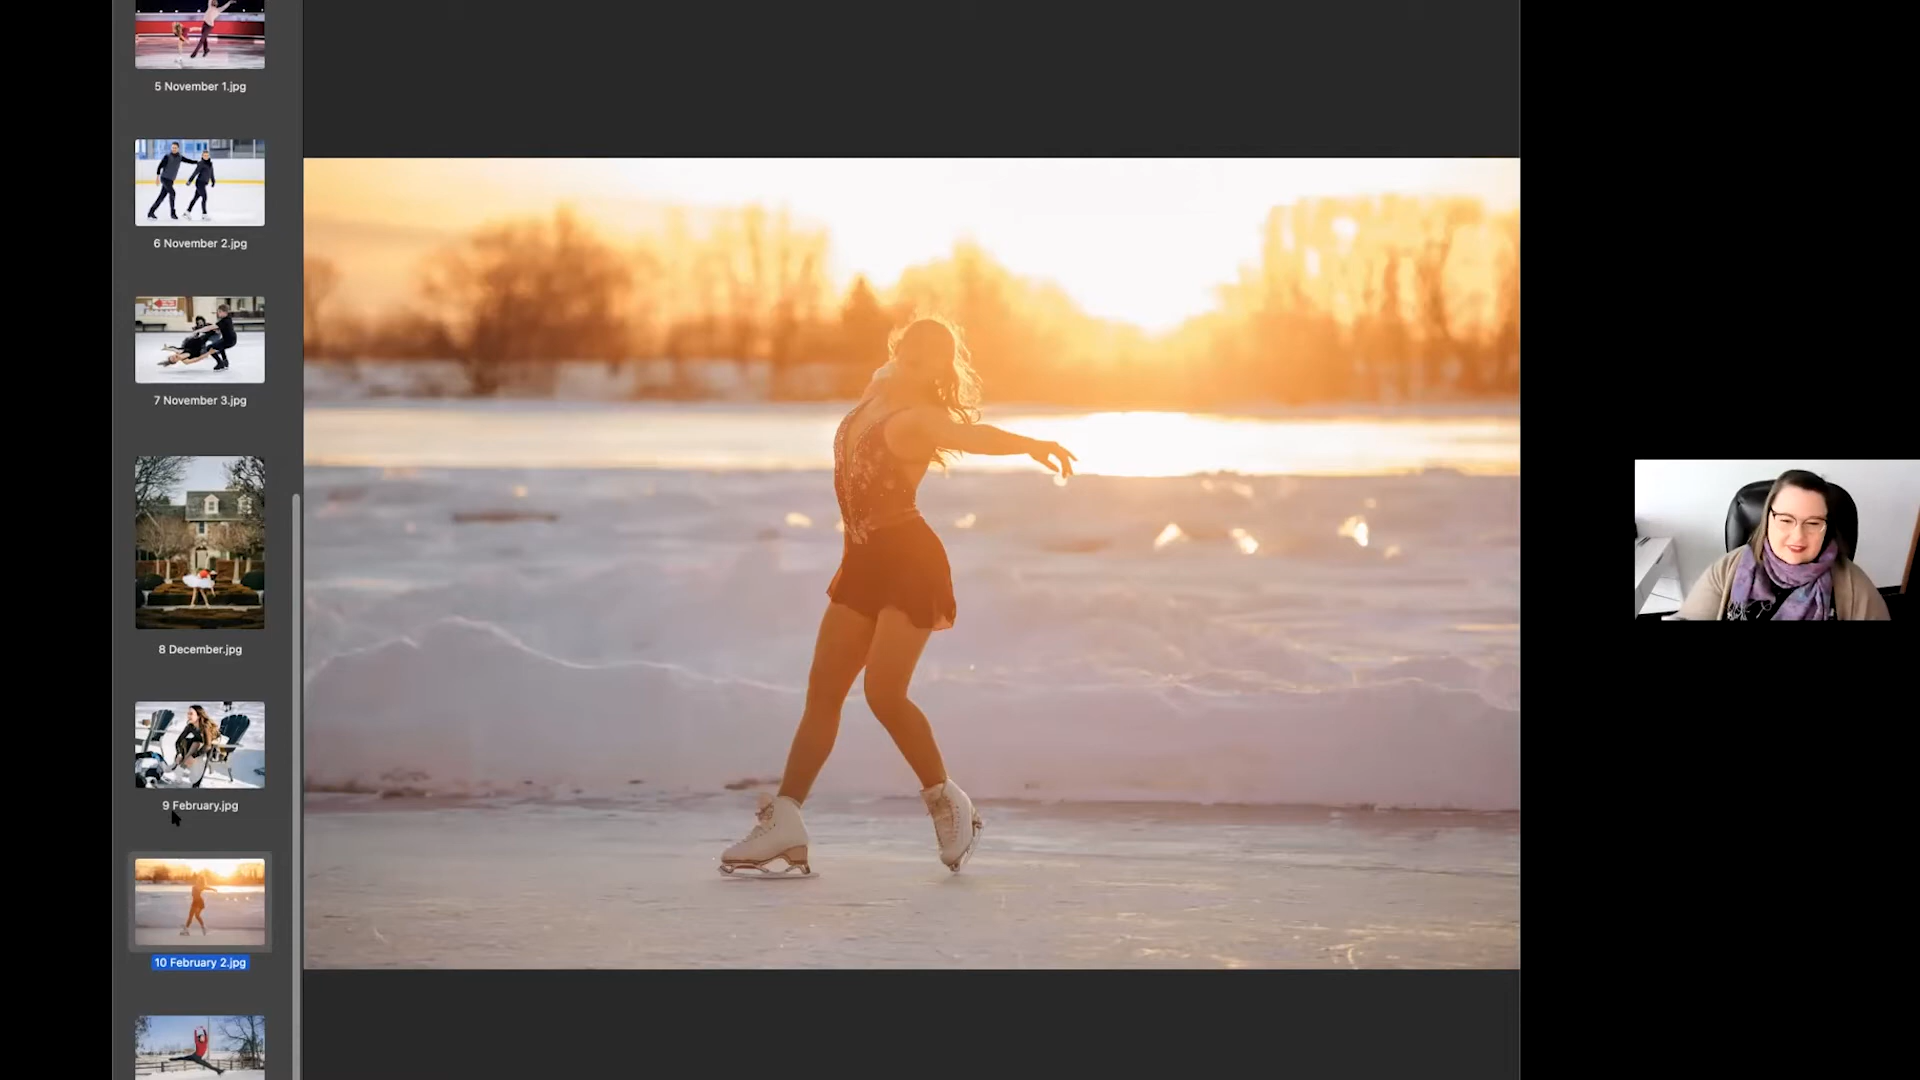 5 November 1.jpg
6 November 2.jpg
7 November 3.jpg
8 December.jpg
9 February.jpg
10 February 2.jpg